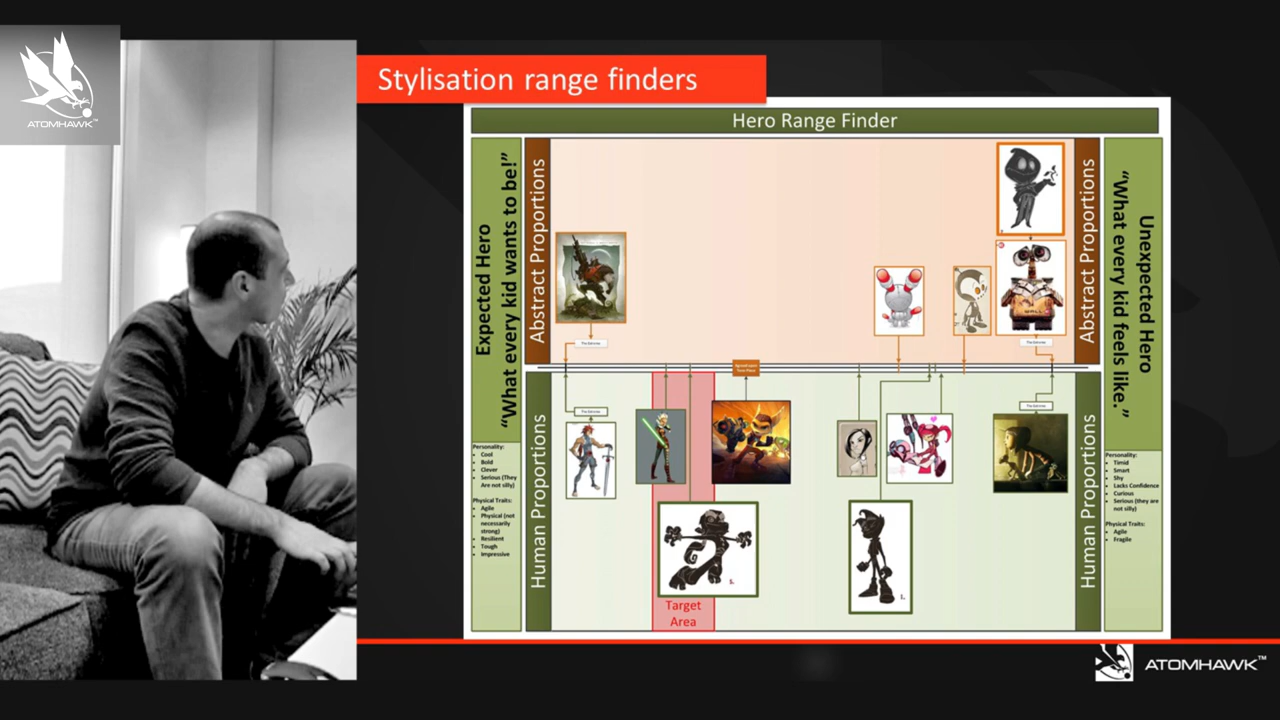 ATOMHAWK™
Stylisation range finders
Hero Range Finder
Expected Hero
“What every kid wants to be!”
Personality:
• Cool
• Bold
• Clever
• Serious (They
Are not silly)
Physical Traits:
• Agile
• Physical (not
necessarily
strong)
• Resilient
• Tough
• Impressive
Abstract Proportions
Human Proportions
Target
Area
1.
Abstract Proportions
Human Proportions
Unexpected Hero
“What every kid feels like.”
Personality:
• Timid
• Smart
• Shy
• Lacks Confidence
• Curious
• Serious (they are
not silly)
Physical Traits:
• Agile
• Fragile
ATOMHAWK™